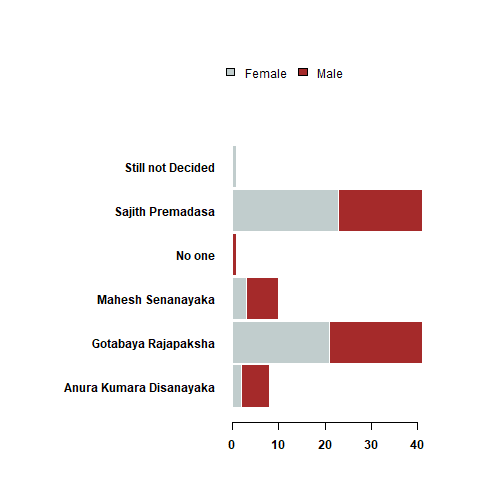 Female Male
Still not Decided
Sajith Premadasa
No one
Mahesh Senanayaka
Gotabaya Rajapaksha
Anura Kumara Disanayaka
0 10 20 30 40